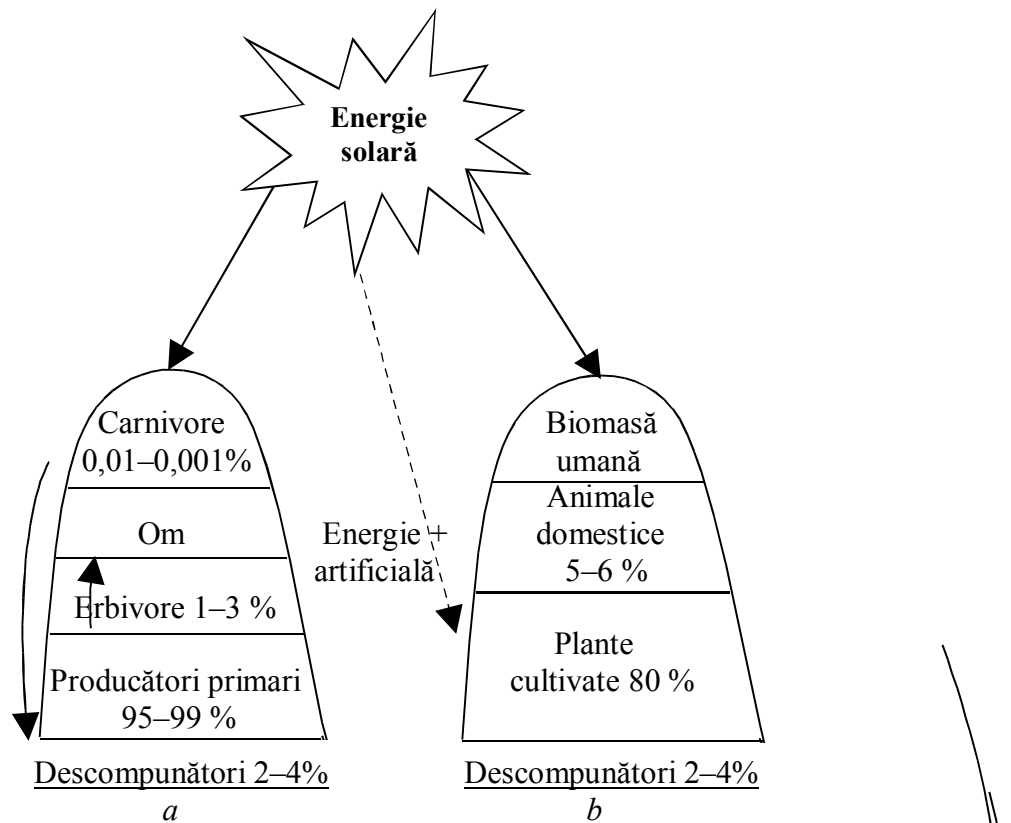 Energie
solară
Carnivore
0,01–0,001%
Om
Erbivore 1–3 %
Producători primari
95–99 %
Descompunători 2–4%
a
Energie +
artificială
Biomasă
umană
Animale
domestice
5–6 %
Plante
cultivate 80 %
Descompunători 2–4%
b